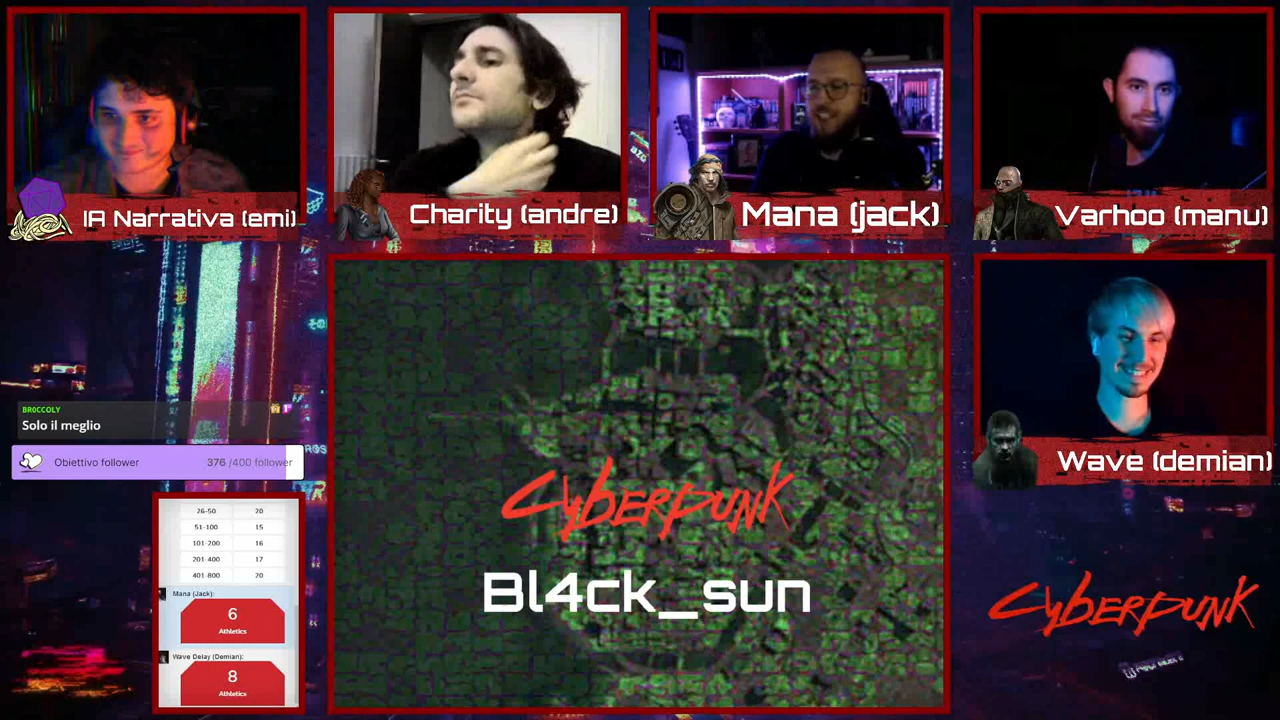 IA Narrativa (emi)
Charity (andre)
Mana (jack)
Varhoo (manu)
BR0CCOLY
Solo il meglio
Obiettivo follower 376 /400 follower
Wave (demian)
26-50 20
51-100 15
101-200 16
201-400 17
401-800 20
Mana (Jack):
6
Athletics
Wave Delay (Demian):
8
Athletics
Cyberpunk
Bl4ck_sun
Cyberpunk